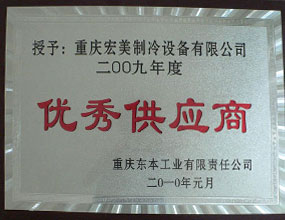 授予：重庆宏美制冷设备有限公司
二00九年度
优秀供应商
重庆东本工业有限责任公司
二0一0年元月